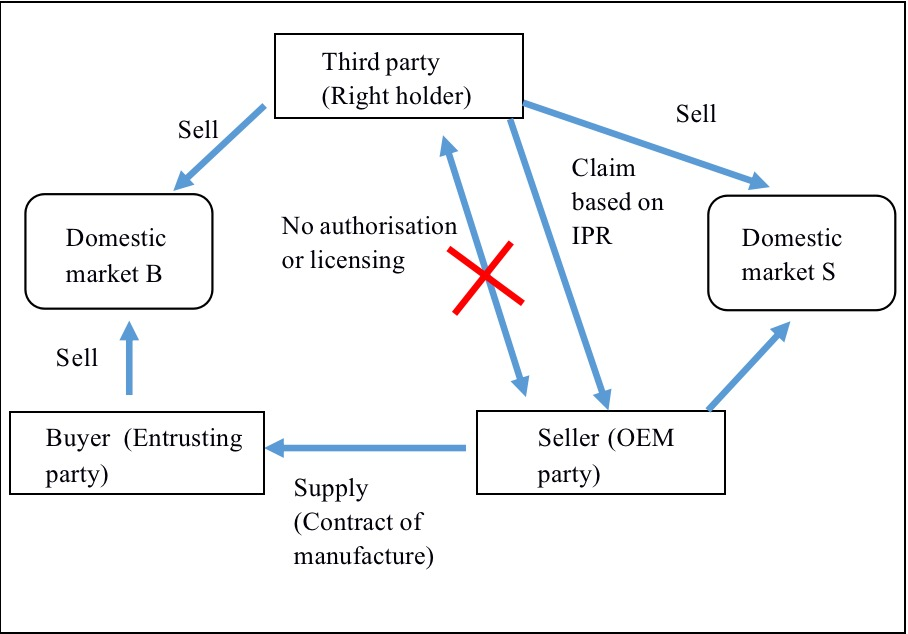 Third party
(Right holder)
Sell
Sell
Claim
based on
IPR
No authorisation
or licensing
Domestic
market B
Domestic
market S
Sell
Buyer (Entrusting
party)
Seller (OEM
party)
Supply
(Contract of
manufacture)